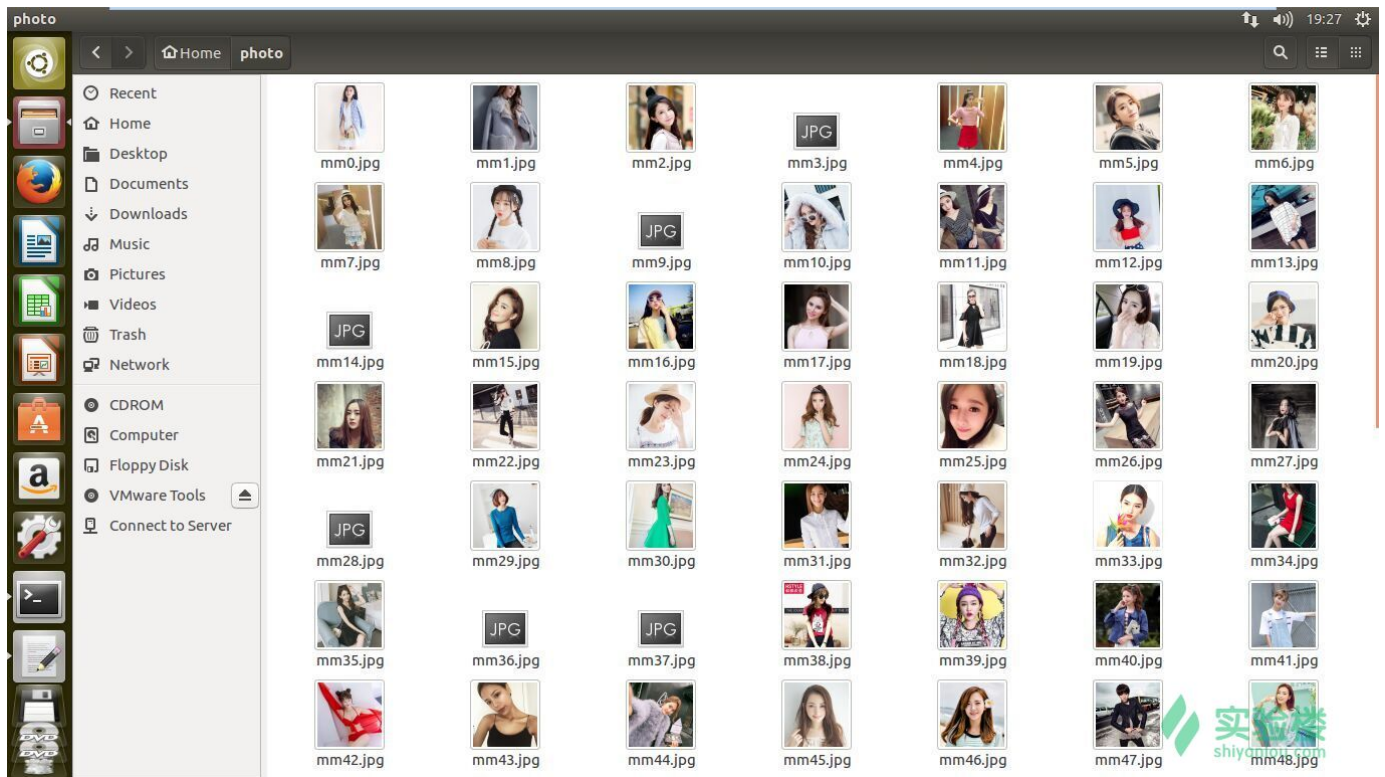 photo
19:27
Home
photo
Recent
Home
Desktop
Documents
Downloads
Music
Pictures
Videos
Trash
Network
CDROM
Computer
Floppy Disk
VMware Tools
Connect to Server
mm0.jpg mm1.jpg mm2.jpg mm3.jpg mm4.jpg mm5.jpg mm6.jpg
JPG
mm7.jpg mm8.jpg mm9.jpg mm10.jpg mm11.jpg mm12.jpg mm13.jpg
JPG
mm14.jpg mm15.jpg mm16.jpg mm17.jpg mm18.jpg mm19.jpg mm20.jpg
JPG
mm21.jpg mm22.jpg mm23.jpg mm24.jpg mm25.jpg mm26.jpg mm27.jpg
mm28.jpg mm29.jpg mm30.jpg mm31.jpg mm32.jpg mm33.jpg mm34.jpg
JPG
mm35.jpg mm36.jpg mm37.jpg mm38.jpg mm39.jpg mm40.jpg mm41.jpg
JPG JPG
mm42.jpg mm43.jpg mm44.jpg mm45.jpg mm46.jpg mm47.jpg mm48.jpg
实验楼
shiyanlou.com